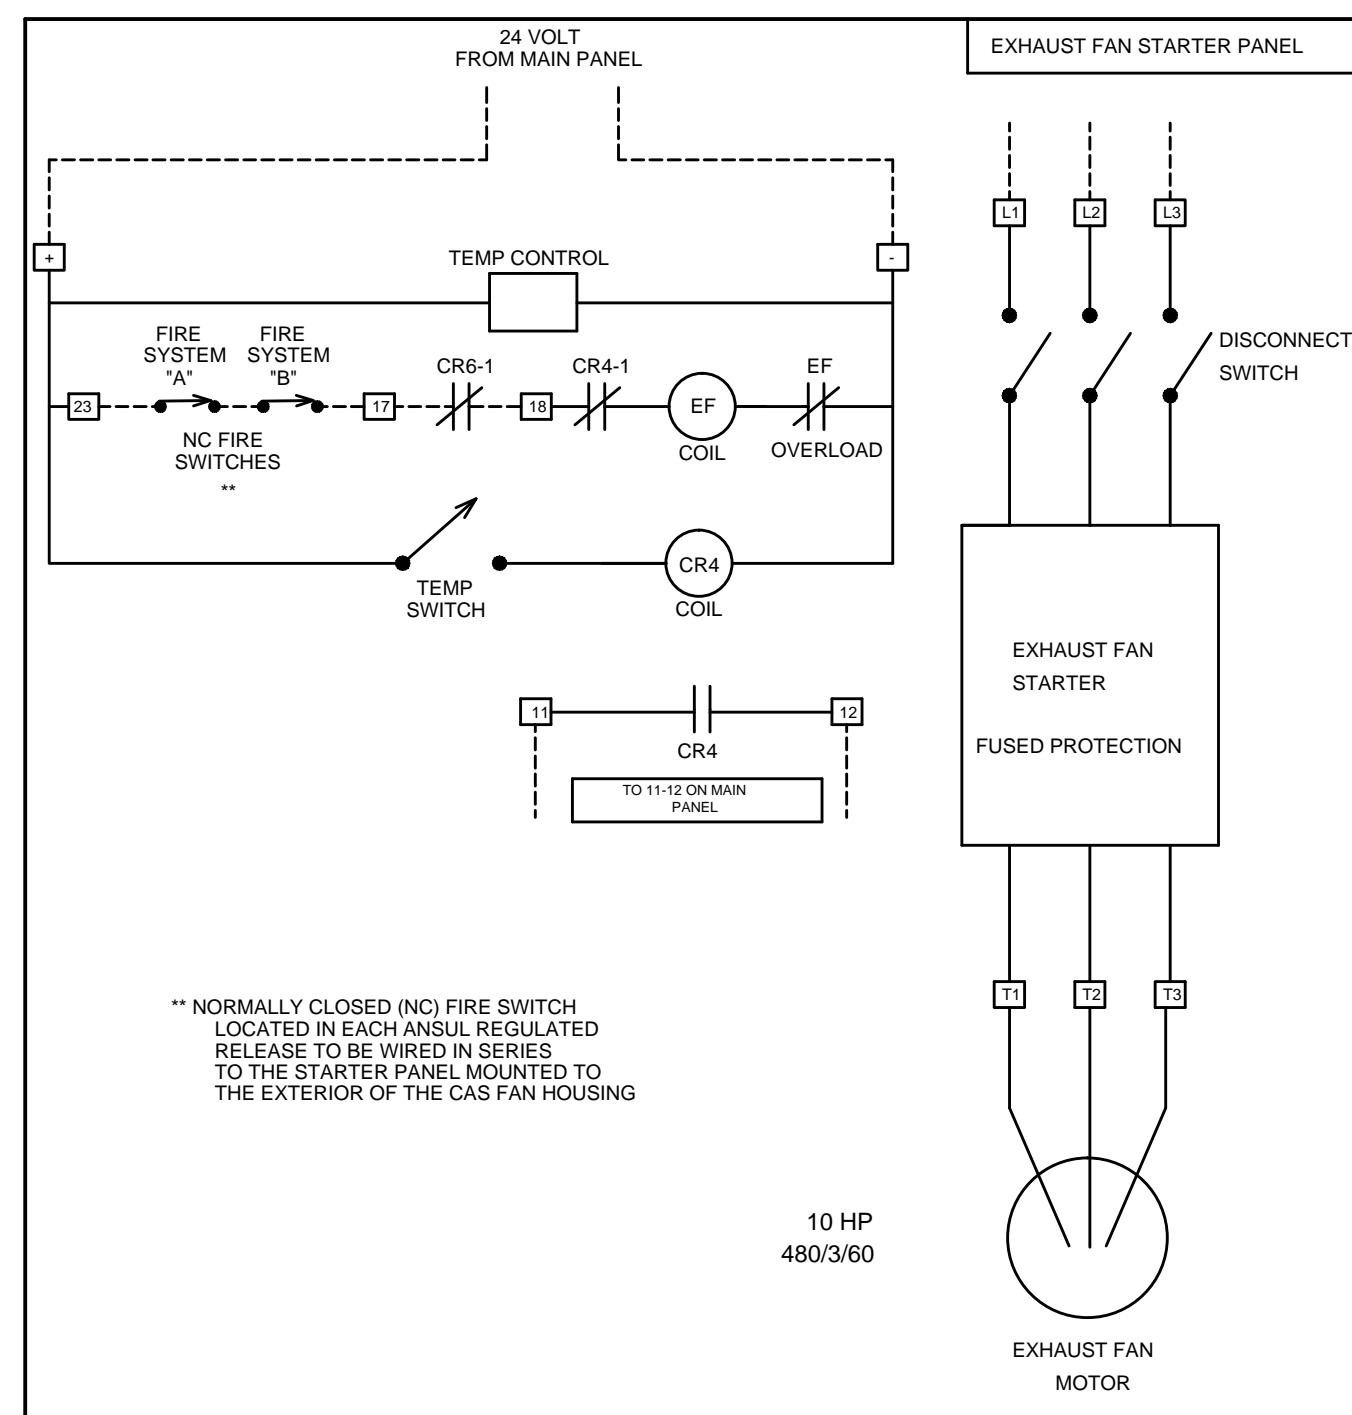 24 VOLT
FROM MAIN PANEL
EXHAUST FAN STARTER PANEL
L1
L2
L3
+
TEMP CONTROL
-
FIRE
SYSTEM
"A"
FIRE
SYSTEM
"B"
CR6-1
CR4-1
EF
DISCONNECT
SWITCH
23
17
18
EF
COIL
OVERLOAD
NC FIRE
SWITCHES
**
TEMP
SWITCH
CR4
COIL
EXHAUST FAN
STARTER
FUSED PROTECTION
11
12
CR4
TO 11-12 ON MAIN
PANEL
T1
T2
T3
** NORMALLY CLOSED (NC) FIRE SWITCH
LOCATED IN EACH ANSUL REGULATED
RELEASE TO BE WIRED IN SERIES
TO THE STARTER PANEL MOUNTED TO
THE EXTERIOR OF THE CAS FAN HOUSING
10 HP
480/3/60
EXHAUST FAN
MOTOR